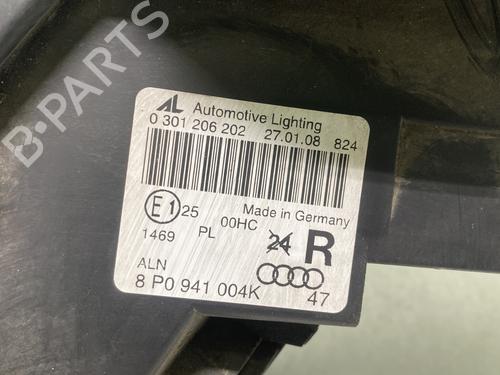 AL Automotive Lighting
0 301 206 202 27.01.08 824
E1 25 00HC Made in Germany
1469 PL 24 R
ALN
8 P0 941 004K 47
B-PARTS